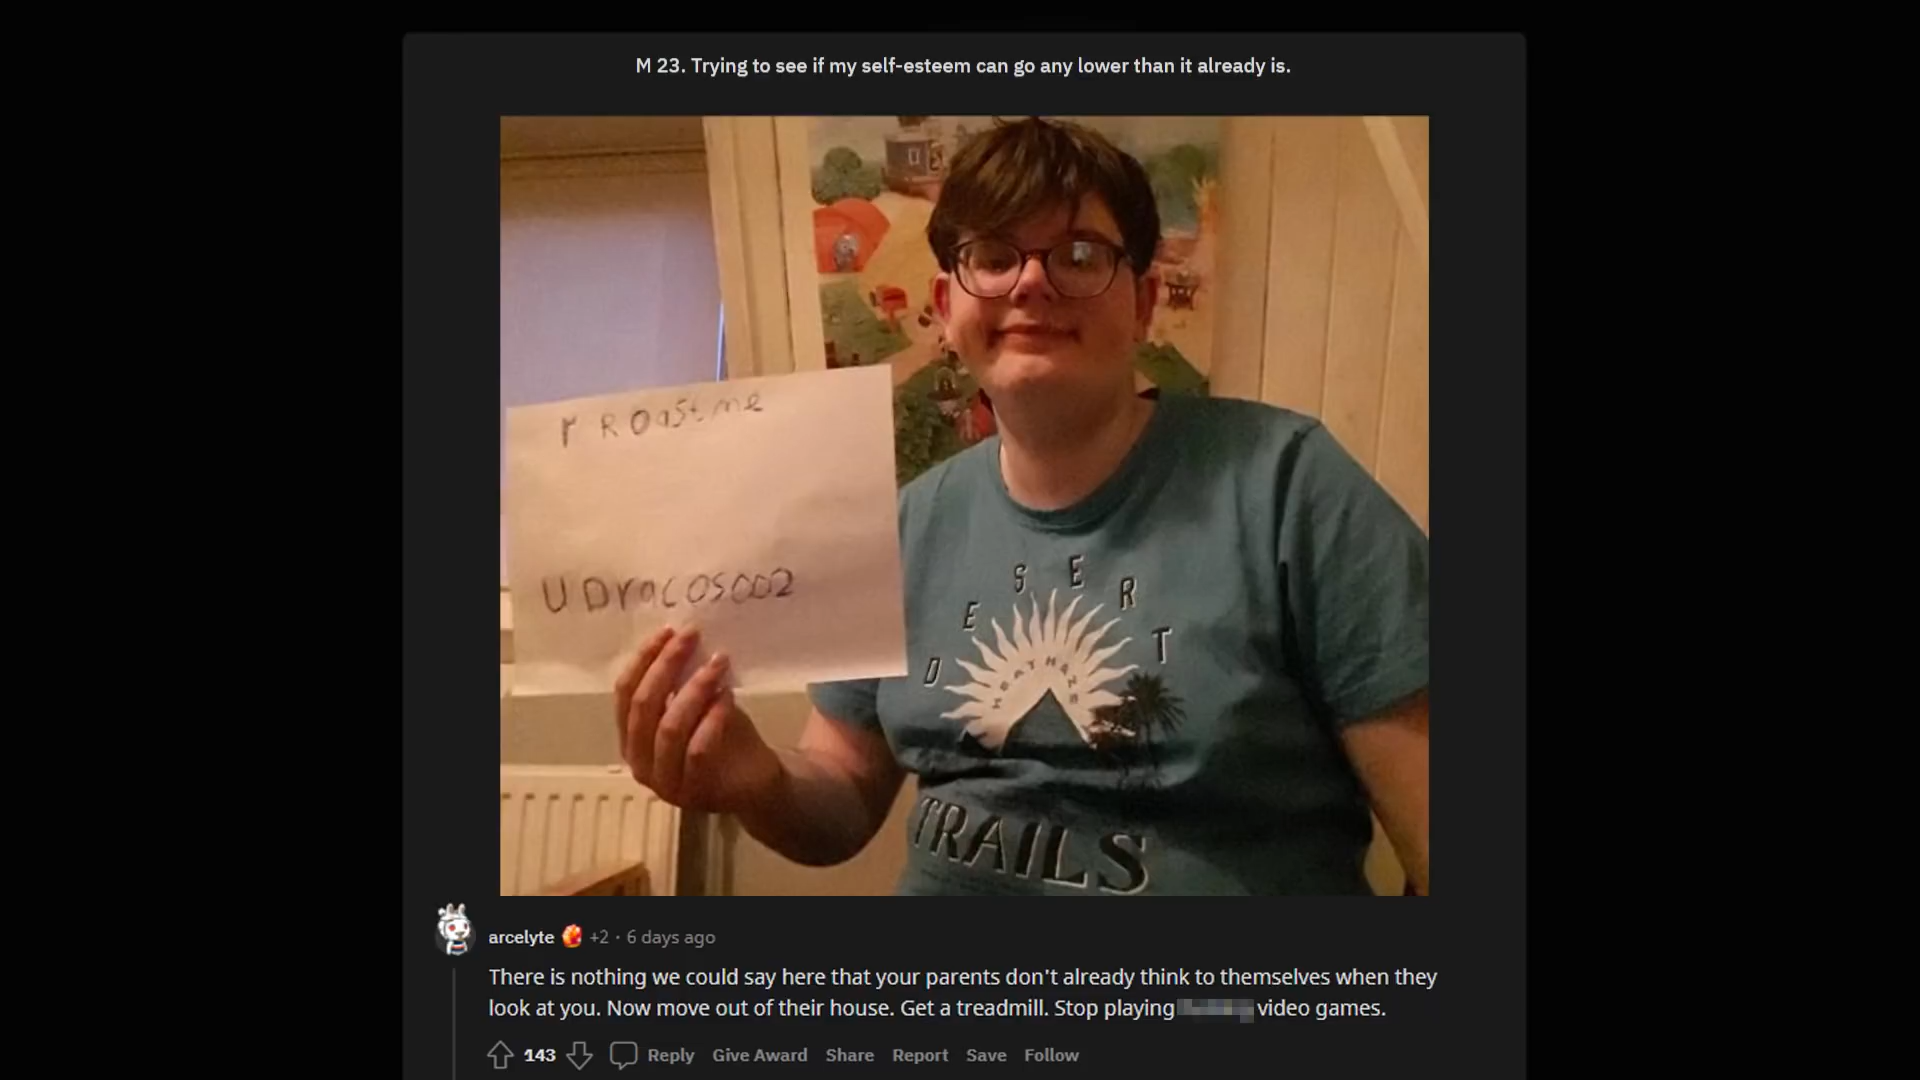 M 23. Trying to see if my self-esteem can go any lower than it already is.
r Roast me
U Dracos002
D E S E R T
HEAT HAZE
TRAILS
arcelyte +2 · 6 days ago
There is nothing we could say here that your parents don't already think to themselves when they
look at you. Now move out of their house. Get a treadmill. Stop playing video games.
143 Reply Give Award Share Report Save Follow